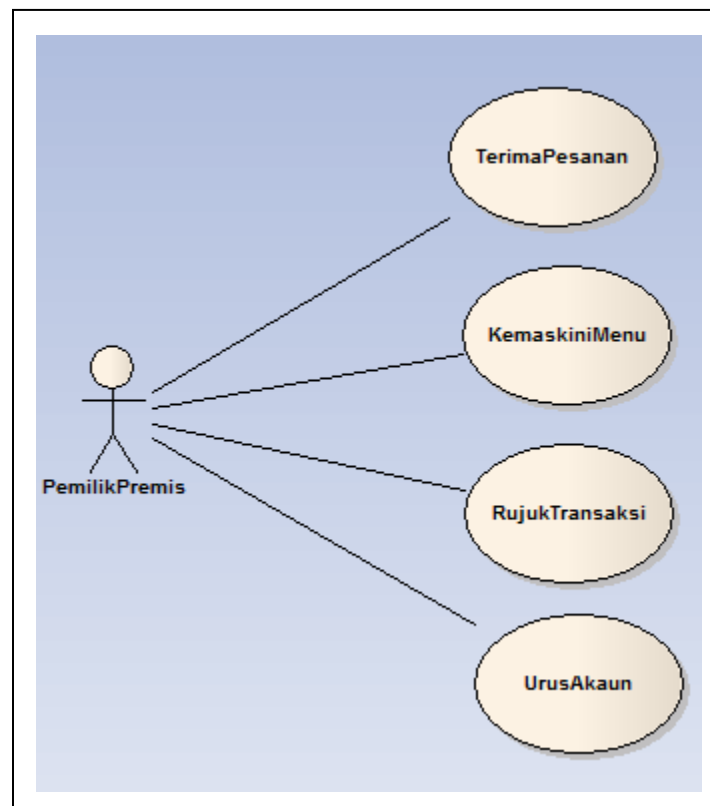 TerimaPesanan
KemaskiniMenu
PemilikPremis
RujukTransaksi
UrusAkaun